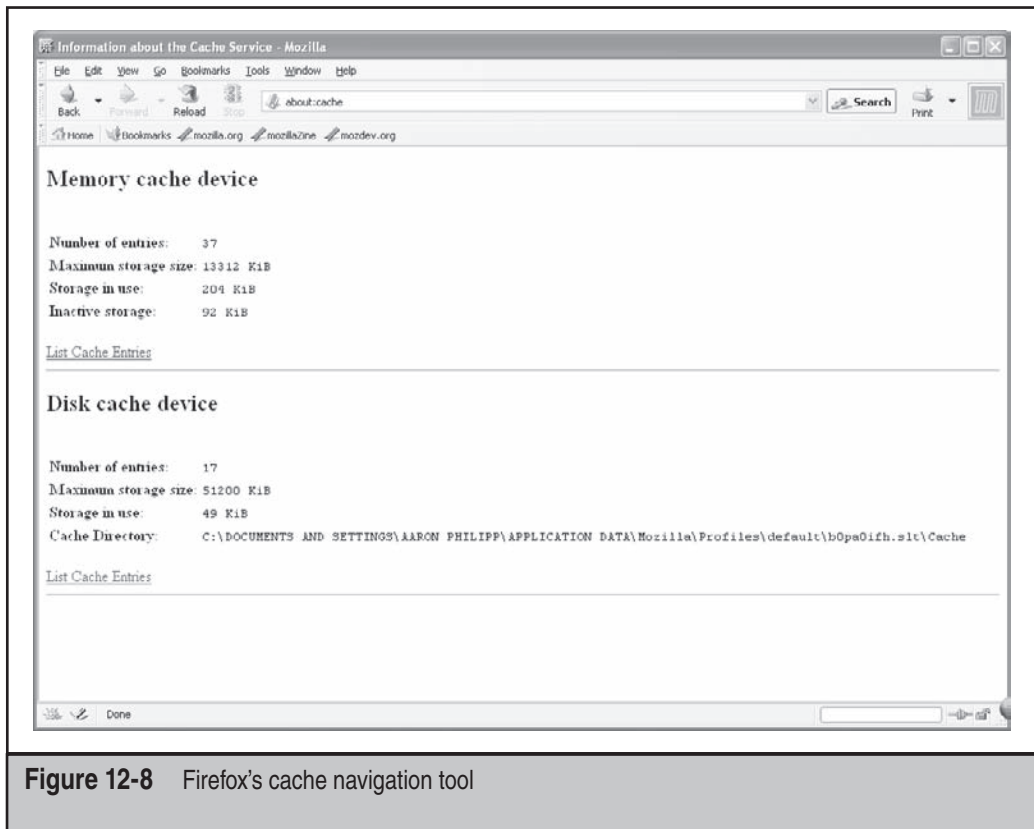 Information about the Cache Service - Mozilla
File Edit View Go Bookmarks Tools Window Help
Back Forward Reload Stop about:cache Search Print
Home Bookmarks mozilla.org mozillaZine mozdev.org
Memory cache device
Number of entries: 37
Maximum storage size: 13312 KiB
Storage in use: 204 KiB
Inactive storage: 92 KiB
List Cache Entries
Disk cache device
Number of entries: 17
Maximum storage size: 51200 KiB
Storage in use: 49 KiB
Cache Directory: C:\DOCUMENTS AND SETTINGS\AARON PHILIPP\APPLICATION DATA\Mozilla\Profiles\default\b0pa0ifh.slt\Cache
List Cache Entries
Done
Figure 12-8 Firefox's cache navigation tool